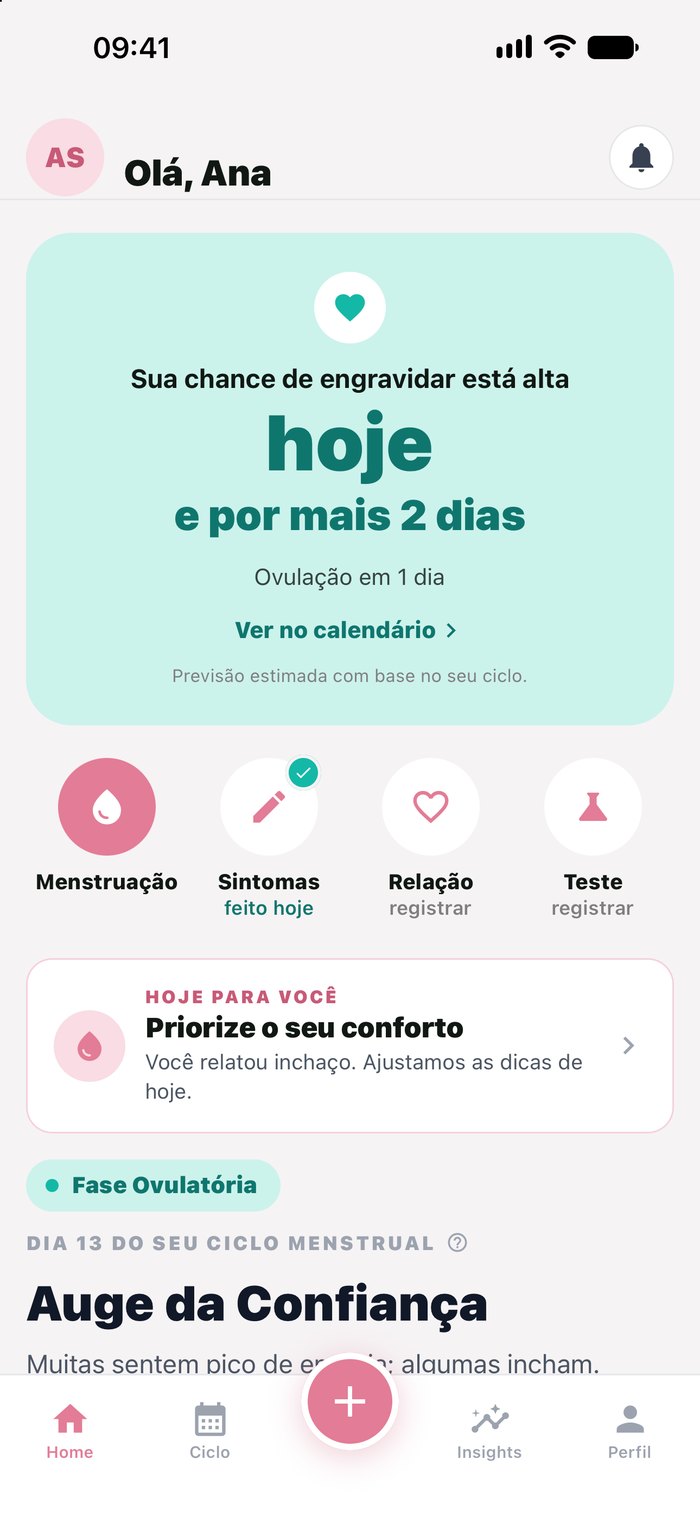 09:41
AS
Olá, Ana
Sua chance de engravidar está alta
hoje
e por mais 2 dias
Ovulação em 1 dia
Ver no calendário
Previsão estimada com base no seu ciclo.
Menstruação
Sintomas
feito hoje
Relação
registrar
Teste
registrar
HOJE PARA VOCÊ
Priorize o seu conforto
Você relatou inchaço. Ajustamos as dicas de
hoje.
Fase Ovulatória
DIA 13 DO SEU CICLO MENSTRUAL
Auge da Confiança
Muitas sentem pico de : algumas incham.
Home
Ciclo
Insights
Perfil